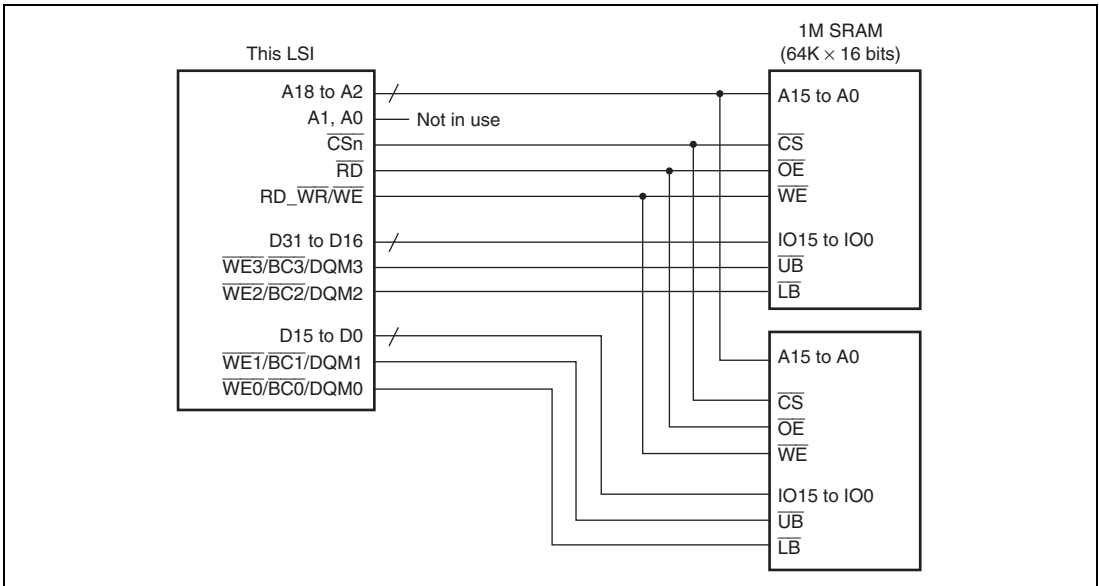 This LSI
A18 to A2
A1, A0
Not in use
CSn
RD
RD_WR/WE
D31 to D16
WE3/BC3/DQM3
WE2/BC2/DQM2
D15 to D0
WE1/BC1/DQM1
WE0/BC0/DQM0
1M SRAM
(64K × 16 bits)
A15 to A0
CS
OE
WE
IO15 to IO0
UB
LB
A15 to A0
CS
OE
WE
IO15 to IO0
UB
LB